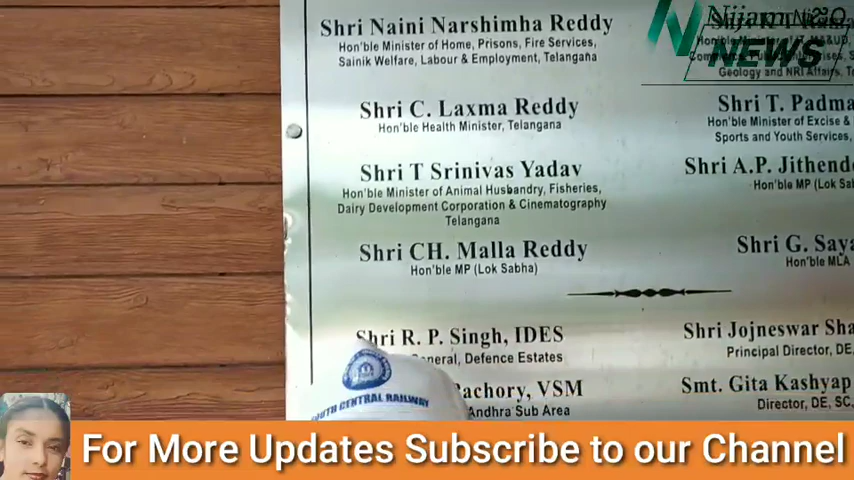 Shri Naini Narshimha Reddy
Hon'ble Minister of Home, Prisons, Fire Services,
Sainik Welfare, Labour & Employment, Telangana
Shri C. Laxma Reddy
Hon'ble Health Minister, Telangana
Shri T Srinivas Yadav
Hon'ble Minister of Animal Husbandry, Fisheries,
Dairy Development Corporation & Cinematography
Telangana
Shri CH. Malla Reddy
Hon'ble MP (Lok Sabha)
Shri R. P. Singh, IDES
General, Defence Estates
Pachory, VSM
Andhra Sub Area
SOUTH CENTRAL RAILWAY
Shri K T
Geology and NRI Affairs,
Shri T. Padma
Hon'ble Minister of Excise &
Sports and Youth Services,
Shri A.P. Jithende
Hon'ble MP (Lok Sa
Shri G. Saya
Hon'ble MLA
Shri Jojneswar Sha
Principal Director, DE,
Smt. Gita Kashyap
Director, DE, SC,
N
Nijam నిజం
NEWS
For More Updates Subscribe to our Channel